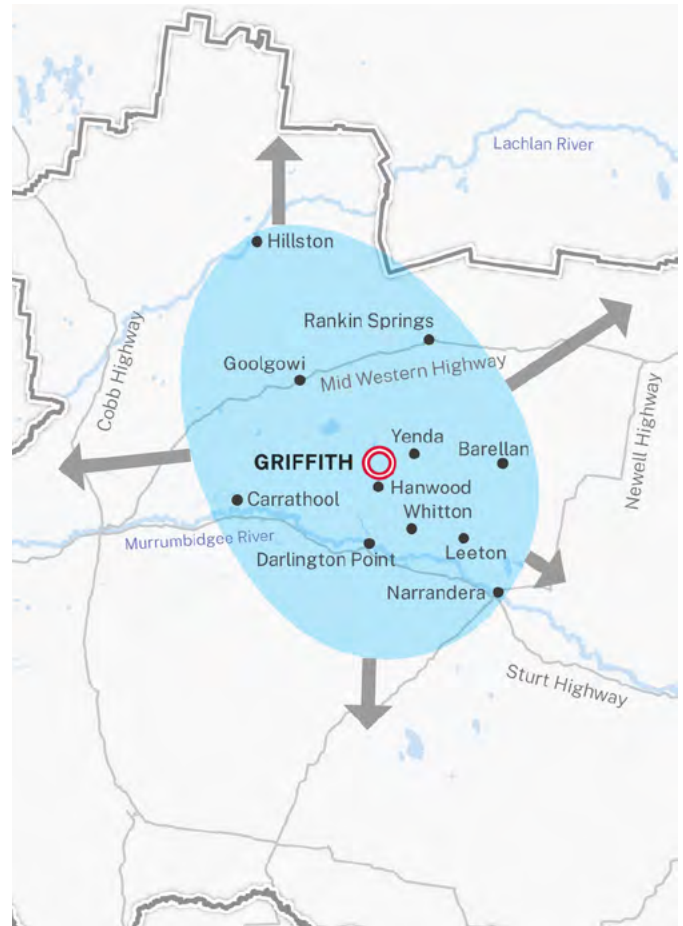 Lachlan River
Hillston
Rankin Springs
Cobb Highway
Goolgowi
Mid Western Highway
Newell Highway
Yenda
Barellan
GRIFFITH
Hanwood
Carrathool
Whitton
Murrumbidgee River
Darlington Point
Leeton
Narrandera
Sturt Highway